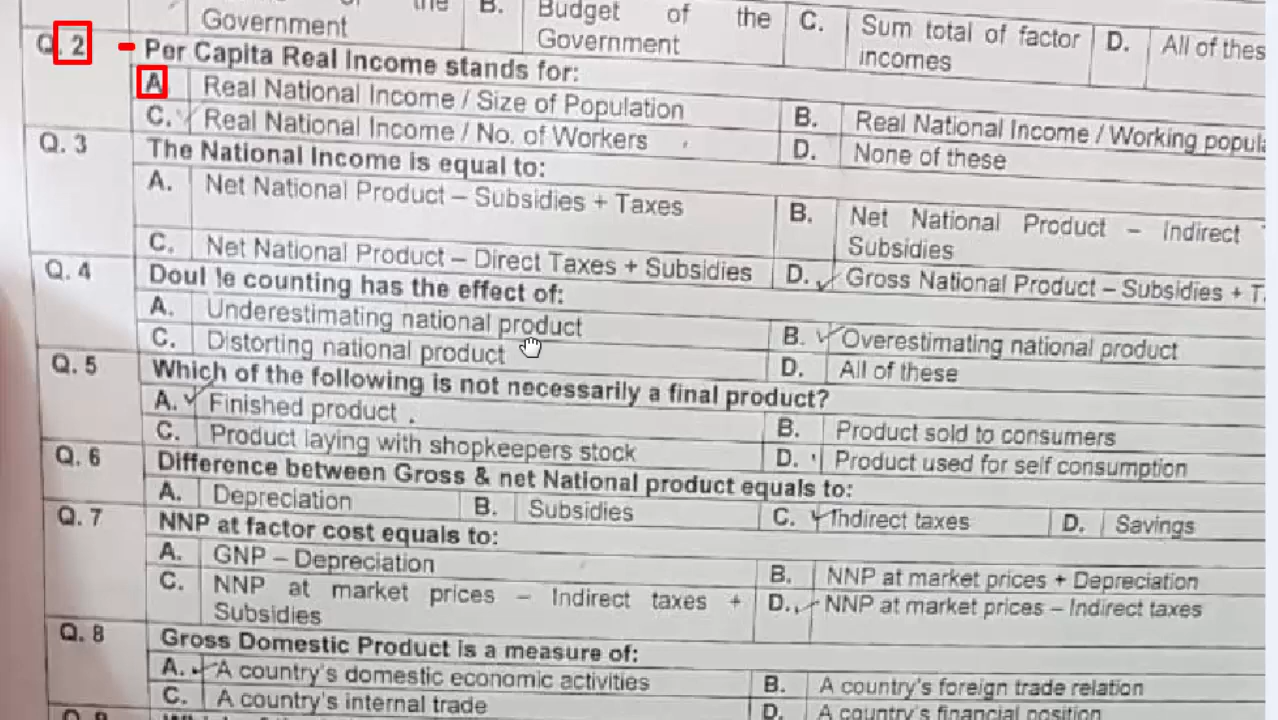 the B. Budget of the C. Sum total of factor D. All of thes
Government Government incomes
Q. 2 Per Capita Real Income stands for:
A Real National Income / Size of Population B. Real National Income / Working popul
C. Real National Income / No. of Workers D. None of these
Q. 3 The National Income is equal to:
A. Net National Product – Subsidies + Taxes B. Net National Product – Indirect
Subsidies
C. Net National Product – Direct Taxes + Subsidies D. Gross National Product – Subsidies + T
Q. 4 Doul le counting has the effect of:
A. Underestimating national product B. Overestimating national product
C. Distorting national product D. All of these
Q. 5 Which of the following is not necessarily a final product?
A. Finished product . B. Product sold to consumers
C. Product laying with shopkeepers stock D. Product used for self consumption
Q. 6 Difference between Gross & net National product equals to:
A. Depreciation B. Subsidies C. Indirect taxes D. Savings
Q. 7 NNP at factor cost equals to:
A. GNP – Depreciation B. NNP at market prices + Depreciation
C. NNP at market prices – Indirect taxes + D. NNP at market prices – Indirect taxes
Subsidies
Q. 8 Gross Domestic Product is a measure of:
A. A country's domestic economic activities B. A country's foreign trade relation
C. A country's internal trade D. A country's financial position